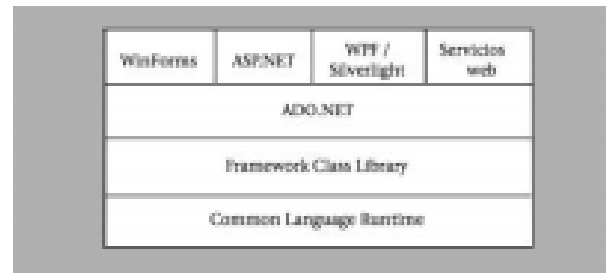 WinForms
ASP.NET
WPF /
Silverlight
Servicios
web
ADO.NET
Framework Class Library
Common Language Runtime